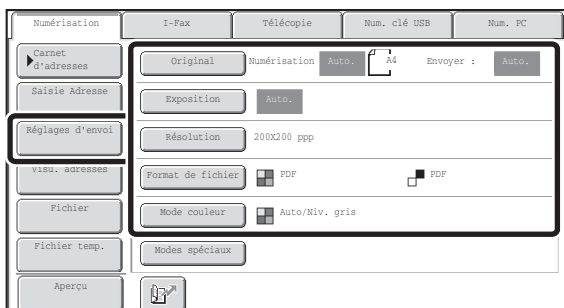 Numérisation I-Fax Télécopie Num. clé USB Num. PC
Carnet
d'adresses
Original Numérisation Auto. A4 Envoyer : Auto.
Saisie Adresse
Exposition Auto.
Réglages d'envoi
Résolution 200X200 ppp
Visu. adresses
Format de fichier PDF PDF
Fichier
Mode couleur Auto/Niv. gris
Fichier temp.
Modes spéciaux
Aperçu